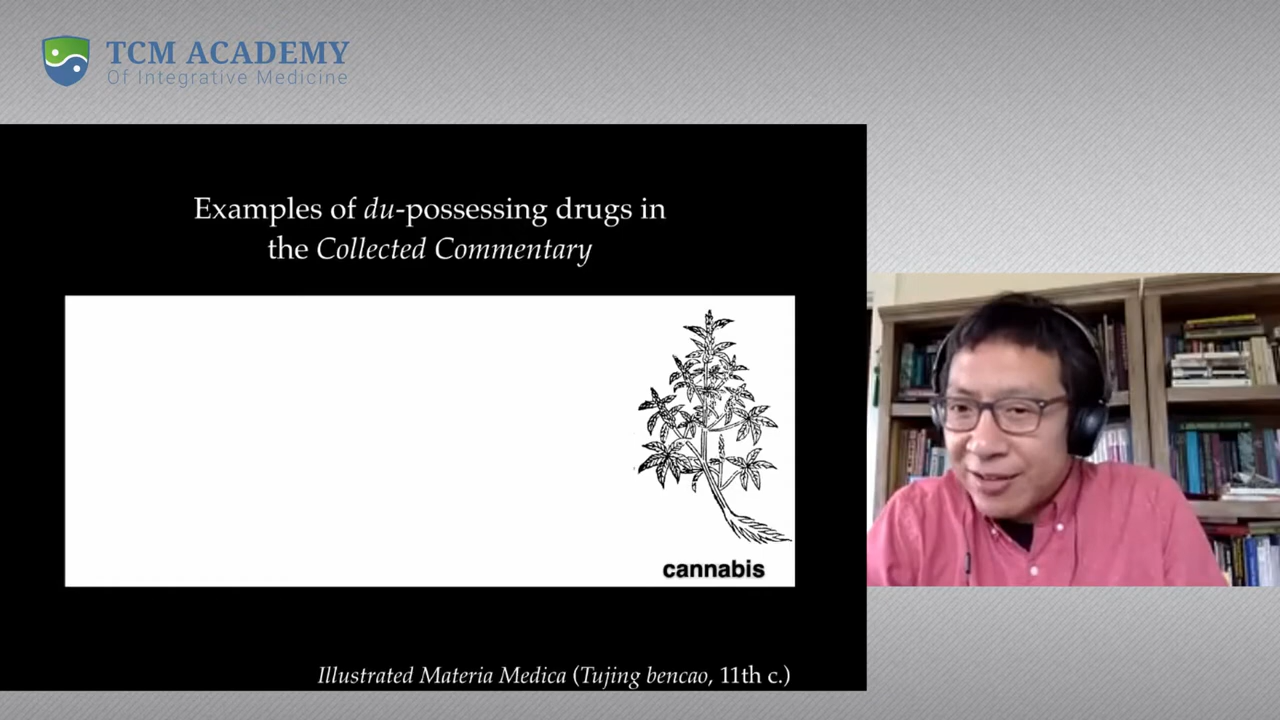 TCM ACADEMY
Of Integrative Medicine
Examples of du-possessing drugs in
the Collected Commentary
cannabis
Illustrated Materia Medica (Tujing bencao, 11th c.)